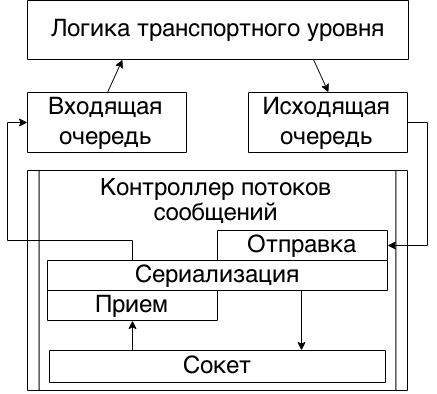 Логика транспортного уровня
Входящая
очередь
Исходящая
очередь
Контроллер потоков
сообщений
Отправка
Сериализация
Прием
Сокет